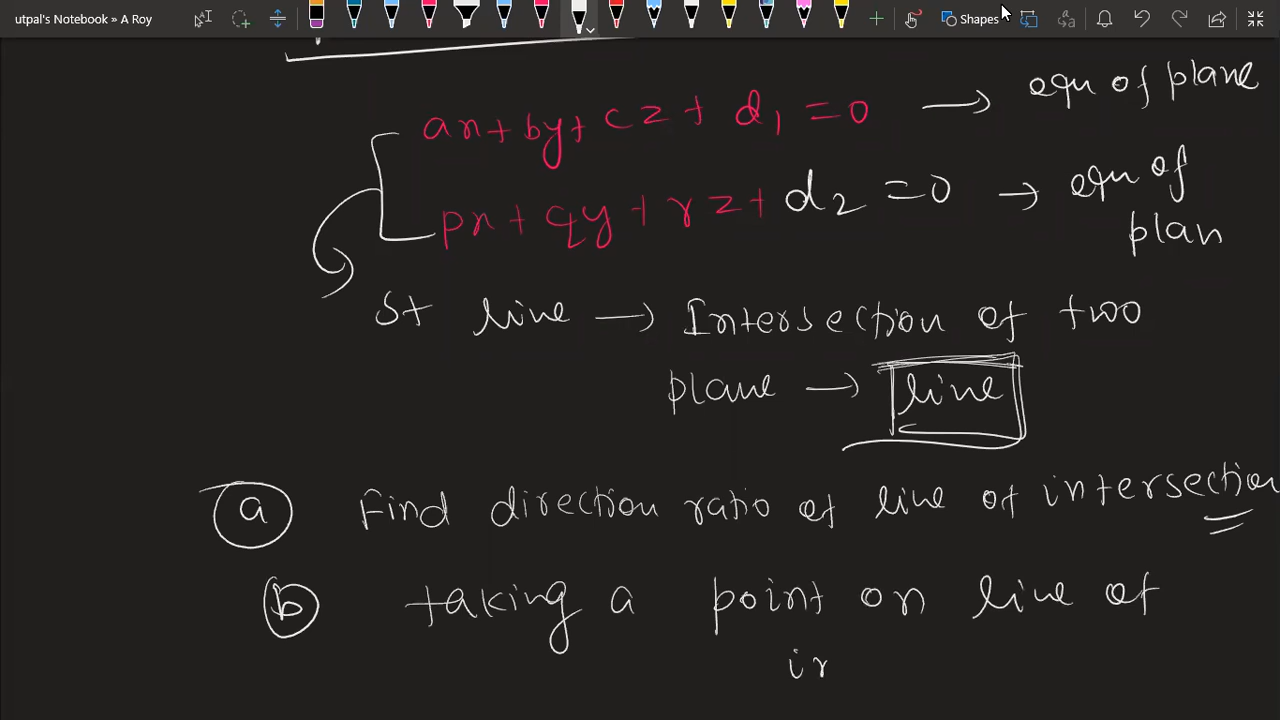 utpal's Notebook » A Roy
Shapes
ax+by+cz+d₁=0 → equ of plane
px+qy+rz+d₂=0 → equ of
plan
St line → Intersection of two
plane → line
a Find direction ratio of line of intersection
b taking a point on line of
in